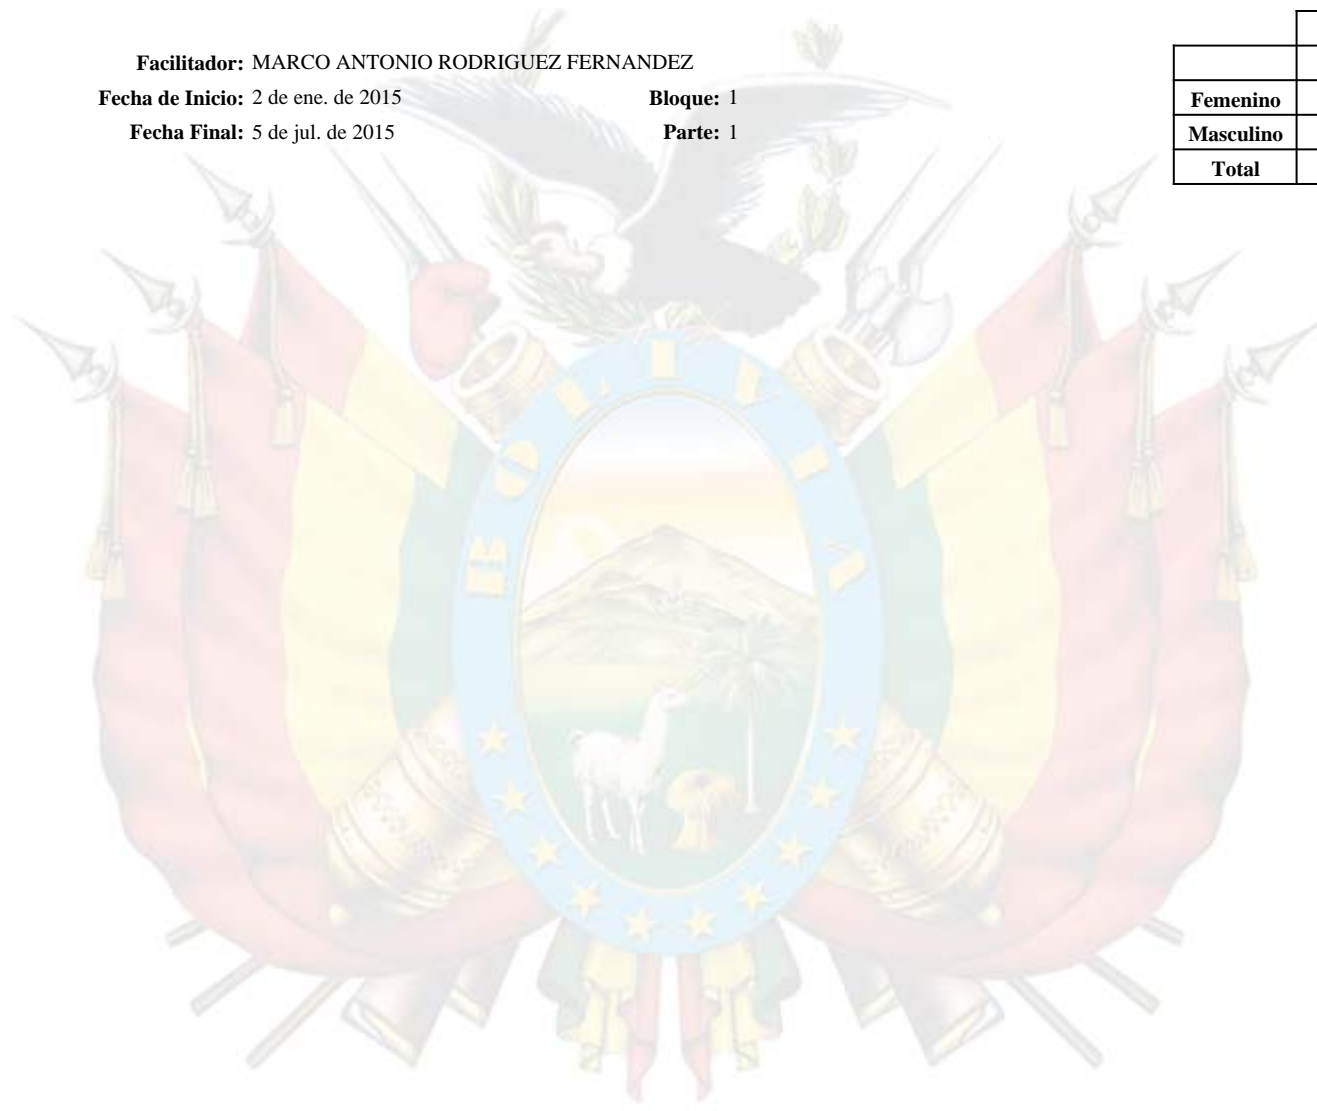 Facilitador: MARCO ANTONIO RODRIGUEZ FERNANDEZ
Fecha de Inicio: 2 de ene. de 2015 Bloque: 1
Fecha Final: 5 de jul. de 2015 Parte: 1
Femenino
Masculino
Total
BOLIVIA